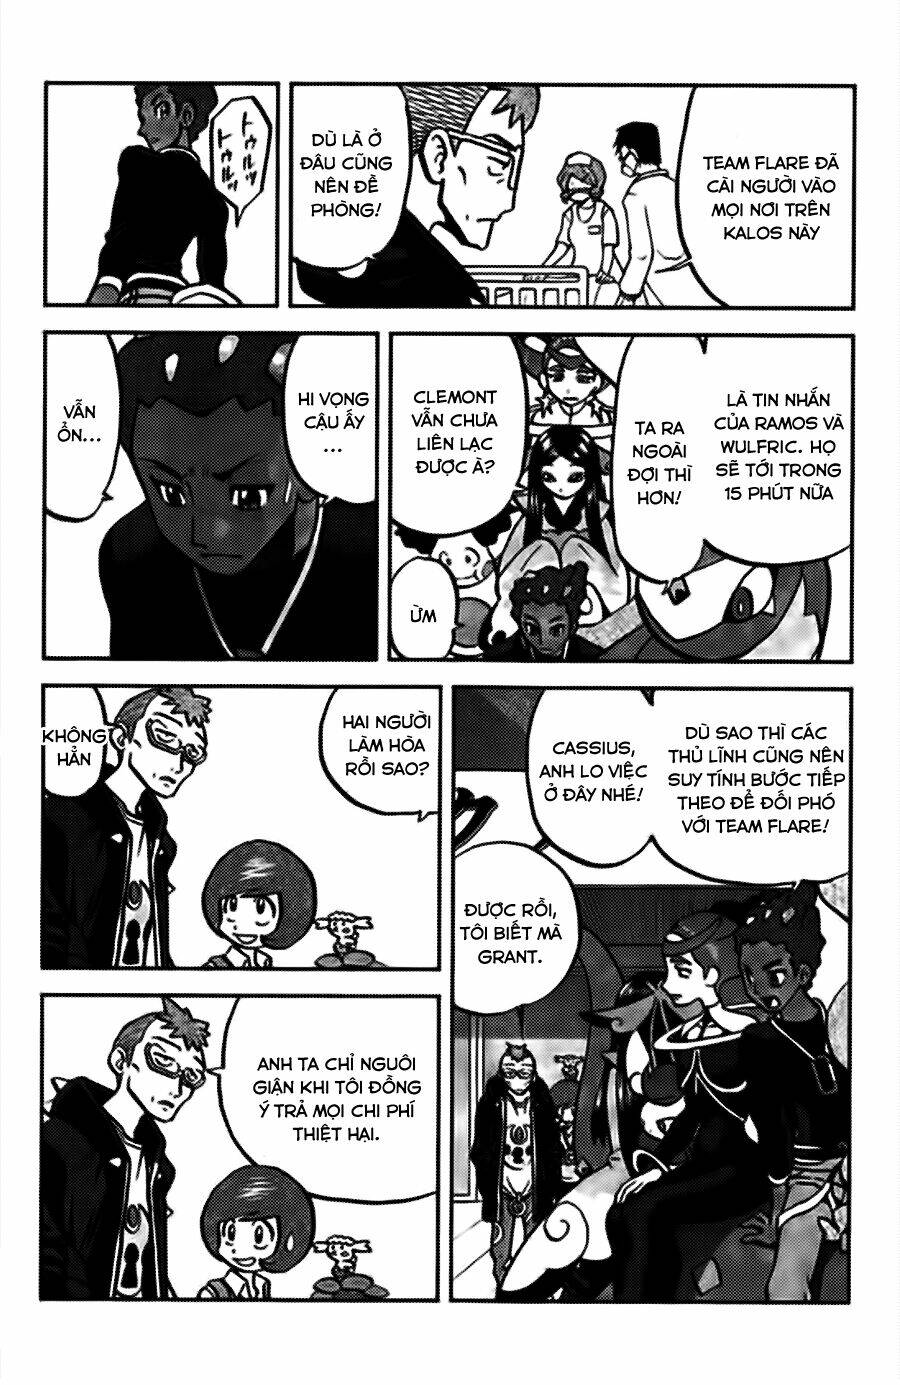 TEAM FLARE ĐÃ
CÀI NGƯỜI VÀO
MỌI NƠI TRÊN
KALOS NÀY
DÙ LÀ Ở
ĐÂU CŨNG
NÊN ĐỀ
PHÒNG!
トゥルルッ
トゥルルッ
LÀ TIN NHẮN
CỦA RAMOS VÀ
WULFRIC. HỌ
SẼ TỚI TRONG
15 PHÚT NỮA
TA RA
NGOÀI
ĐỢI THÌ
HƠN!
CLEMONT
VẪN CHƯA
LIÊN LẠC
ĐƯỢC À?
ỪM
HI VỌNG
CẬU ẤY
...
VẪN
ỔN...
DÙ SAO THÌ CÁC
THỦ LĨNH CŨNG NÊN
SUY TÍNH BƯỚC TIẾP
THEO ĐỂ ĐỐI PHÓ
VỚI TEAM FLARE!
CASSIUS,
ANH LO VIỆC
Ở ĐÂY NHÉ!
ĐƯỢC RỒI,
TÔI BIẾT MÀ
GRANT.
HAI NGƯỜI
LÀM HÒA
RỒI SAO?
KHÔNG
HẲN
ANH TA CHỈ NGUÔI
GIẬN KHI TÔI ĐỒNG
Ý TRẢ MỌI CHI PHÍ
THIỆT HẠI.